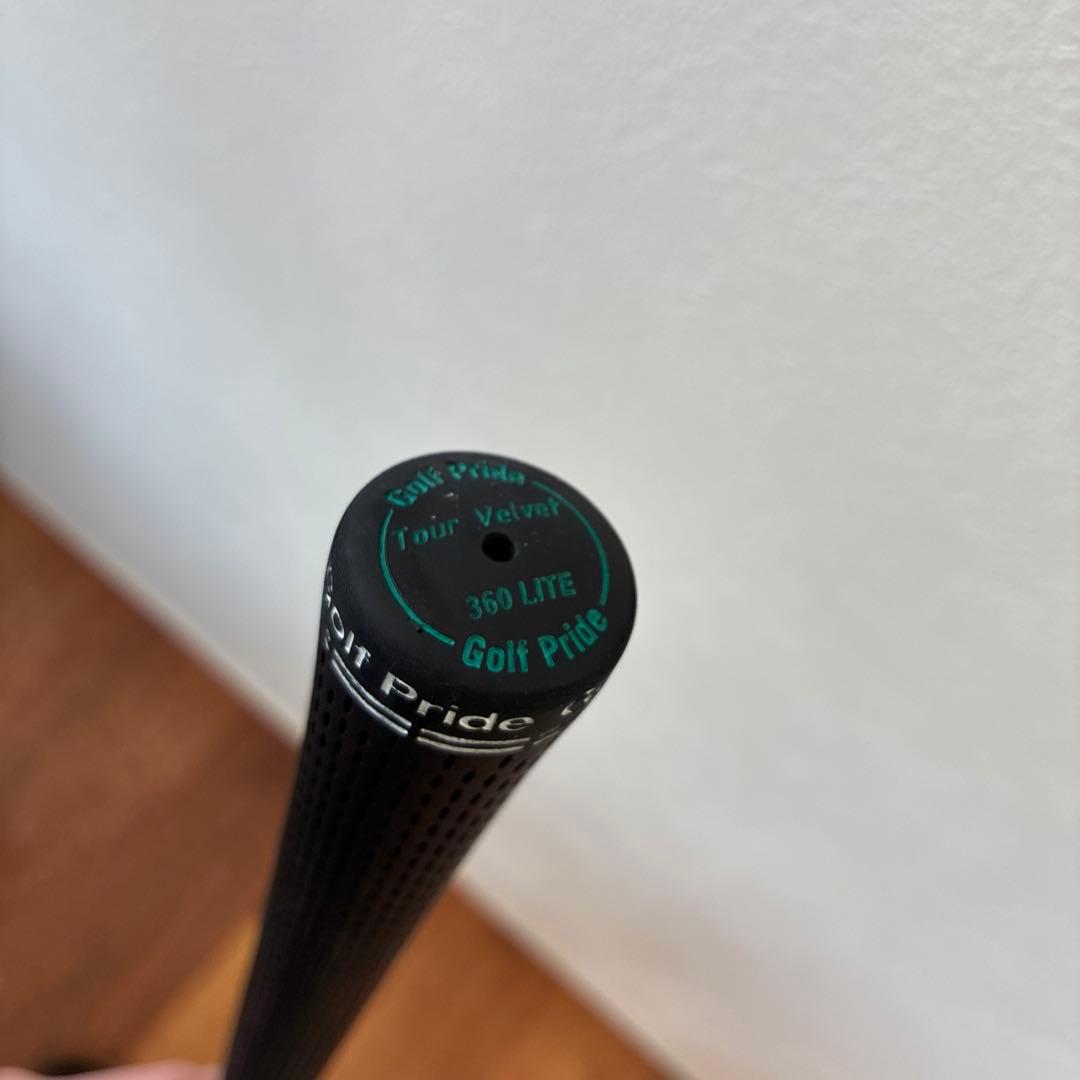 Golf Pride
Tour Velvet
360 LITE
Golf Pride
Golf Pride G